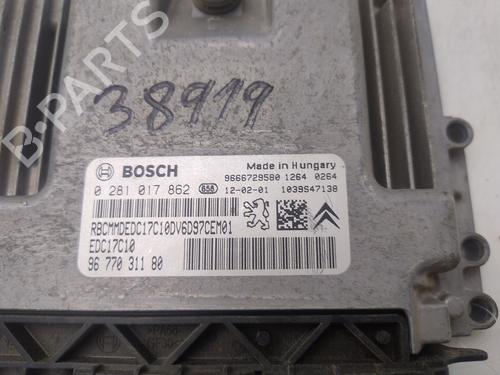 38919
BOSCH
Made in Hungary
9666729580 1264 0264
0 281 017 862 658 12-02-01 1039S47138
RBCMMDEDC17C10DV6D97CEM01
EDC17C10
96 770 311 80
B-PARTS